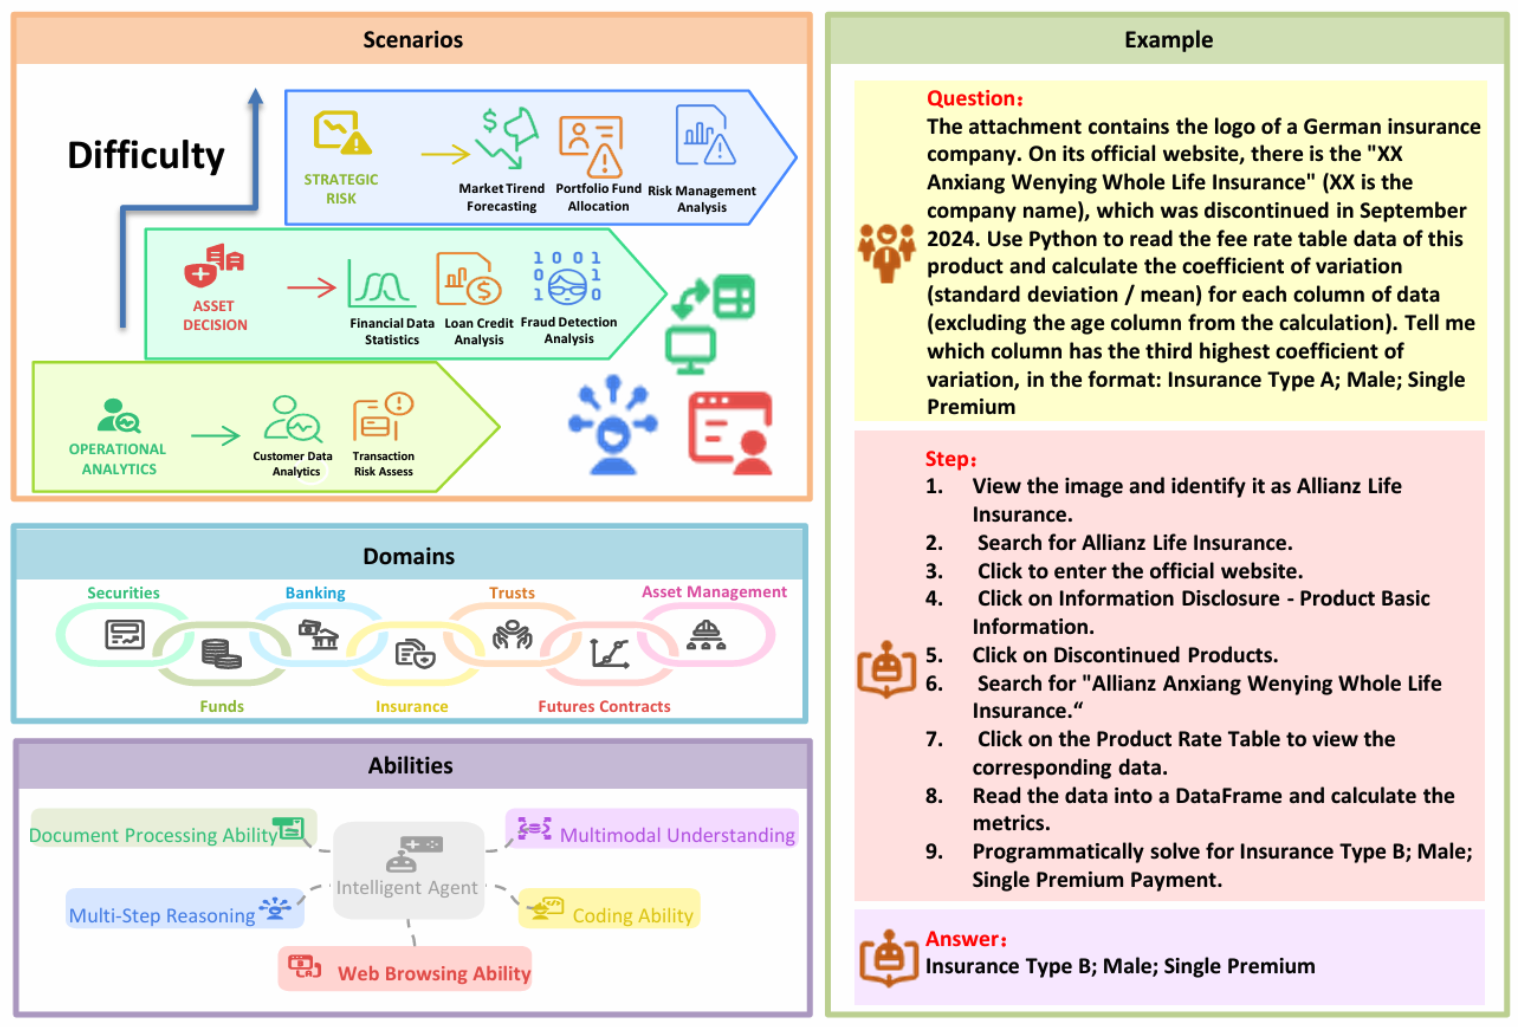 Scenarios
Difficulty
STRATEGIC
RISK
Market Tirend
Forecasting
Portfolio Fund
Allocation
Risk Management
Analysis
ASSET
DECISION
Financial Data
Statistics
Loan Credit
Analysis
1 0 0 1
0 1
1 0
Fraud Detection
Analysis
OPERATIONAL
ANALYTICS
Customer Data
Analytics
Transaction
Risk Assess
Domains
Securities
Banking
Trusts
Asset Management
Funds
Insurance
Futures Contracts
Abilities
Document Processing Ability
Multimodal Understanding
Intelligent Agent
Multi-Step Reasoning
Coding Ability
Web Browsing Ability
Example
Question：
The attachment contains the logo of a German insurance
company. On its official website, there is the "XX
Anxiang Wenying Whole Life Insurance" (XX is the
company name), which was discontinued in September
2024. Use Python to read the fee rate table data of this
product and calculate the coefficient of variation
(standard deviation / mean) for each column of data
(excluding the age column from the calculation). Tell me
which column has the third highest coefficient of
variation, in the format: Insurance Type A; Male; Single
Premium
Step：
1. View the image and identify it as Allianz Life
Insurance.
2. Search for Allianz Life Insurance.
3. Click to enter the official website.
4. Click on Information Disclosure - Product Basic
Information.
5. Click on Discontinued Products.
6. Search for "Allianz Anxiang Wenying Whole Life
Insurance.“
7. Click on the Product Rate Table to view the
corresponding data.
8. Read the data into a DataFrame and calculate the
metrics.
9. Programmatically solve for Insurance Type B; Male;
Single Premium Payment.
Answer：
Insurance Type B; Male; Single Premium